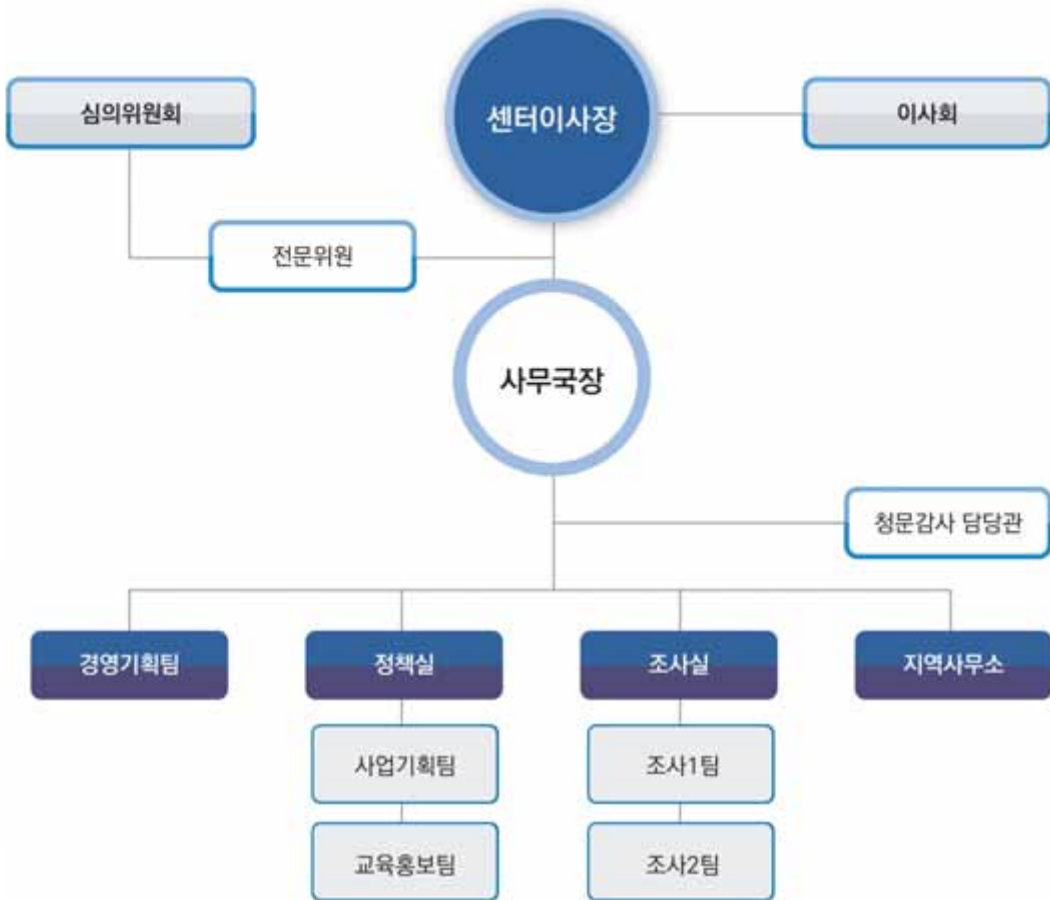 센터이사장
심의위원회
이사회
전문위원
사무국장
청문감사 담당관
경영기획팀
정책실
조사실
지역사무소
사업기획팀
조사1팀
교육홍보팀
조사2팀